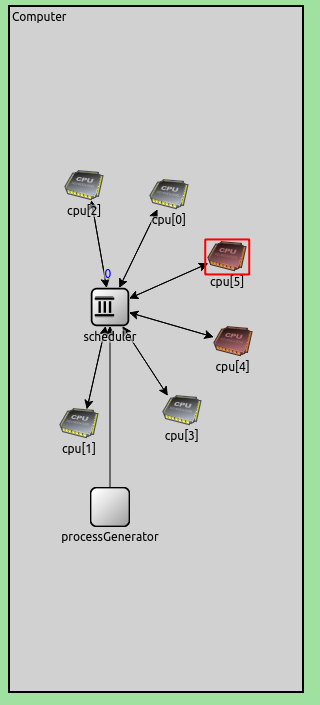 Computer
cpu[2]
cpu[0]
cpu[5]
0
scheduler
cpu[4]
cpu[3]
cpu[1]
processGenerator
CPU
CPU
CPU
CPU
CPU
CPU